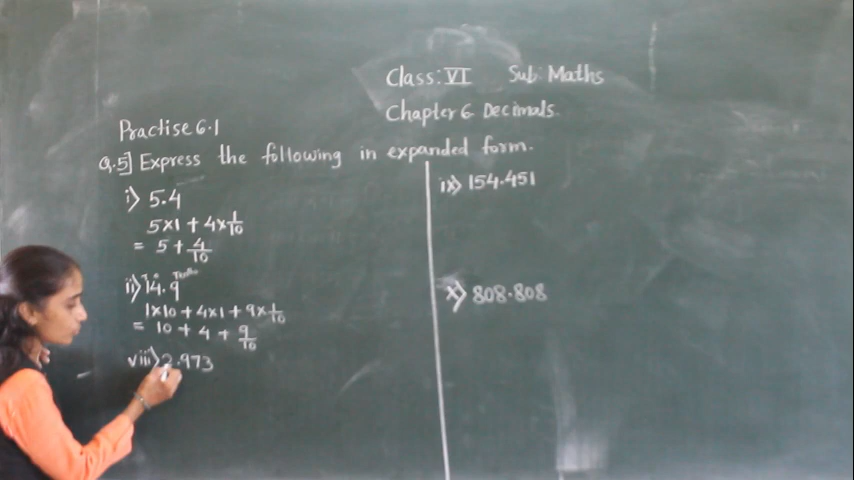 Class: VI Sub: Maths
Chapter 6 Decimals.
Practise 6.1
Q.5] Express the following in expanded form.
i) 5.4
5×1 + 4×1/10
= 5 + 4/10
T O Tenths
ii) 14.9
1×10 + 4×1 + 9×1/10
= 10 + 4 + 9/10
viii) 2.973
ix) 154.451
x) 808.808